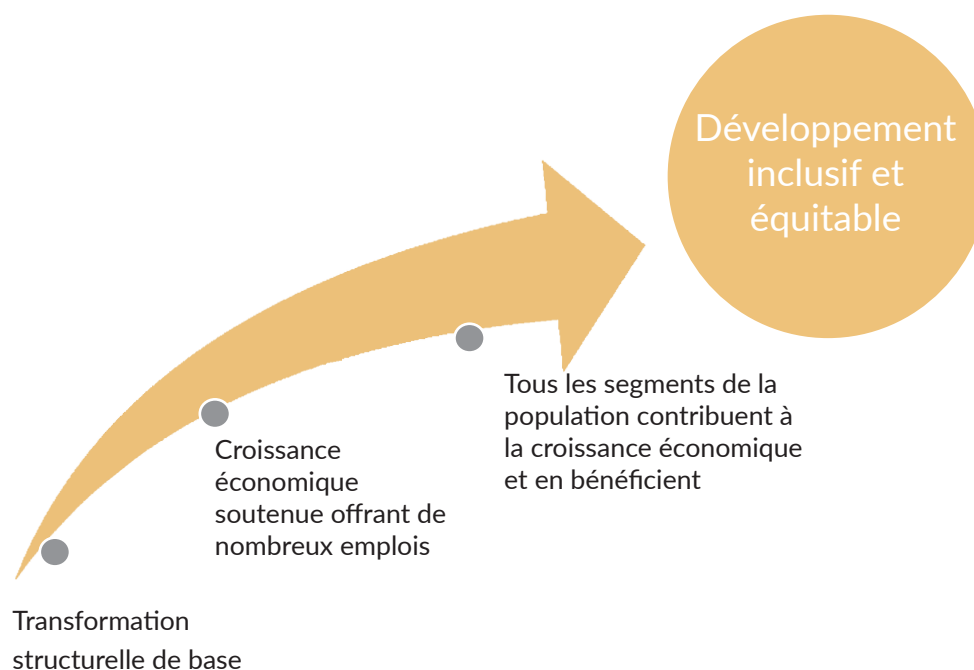 Développement
inclusif et
équitable
Tous les segments de la
population contribuent à
la croissance économique
et en bénéficient
Croissance
économique
soutenue offrant de
nombreux emplois
Transformation
structurelle de base